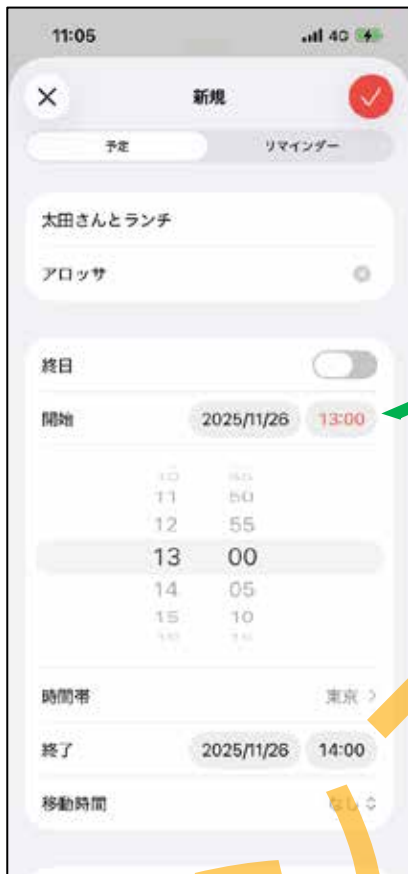 11:05 4G
新規
予定 リマインダー
太田さんとランチ
アロッサ
終日
開始 2025/11/26 13:00
11 50
12 55
13 00
14 05
15 10
時間帯 東京
終了 2025/11/26 14:00
移動時間 なし